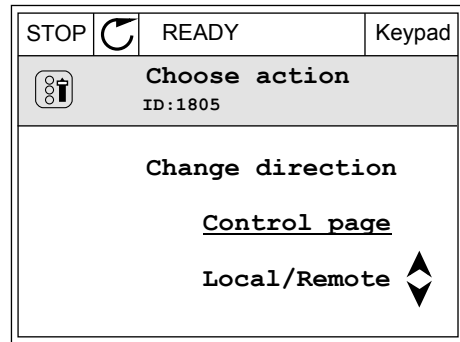 STOP READY Keypad
Choose action
ID:1805
Change direction
Control page
Local/Remote